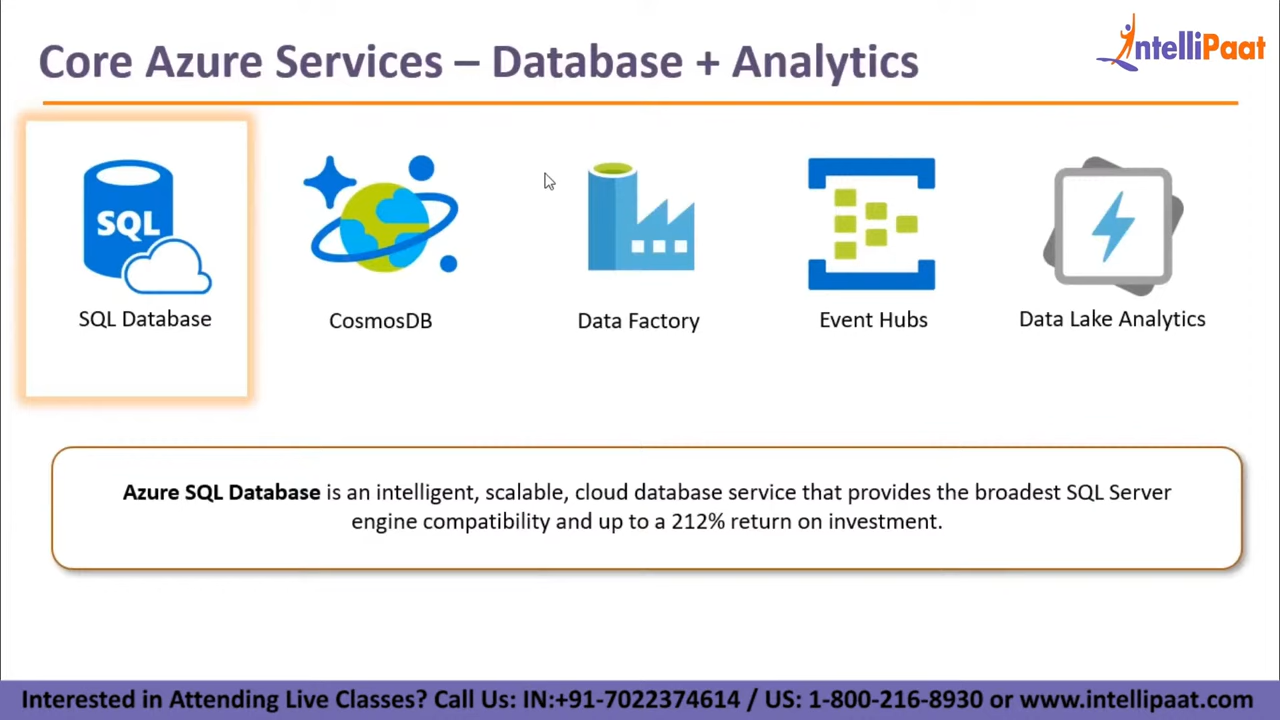 Core Azure Services – Database + Analytics
IntelliPaat
SQL
SQL Database
CosmosDB
Data Factory
Event Hubs
Data Lake Analytics
Azure SQL Database is an intelligent, scalable, cloud database service that provides the broadest SQL Server
engine compatibility and up to a 212% return on investment.
Interested in Attending Live Classes? Call Us: IN:+91-7022374614 / US: 1-800-216-8930 or www.intellipaat.com